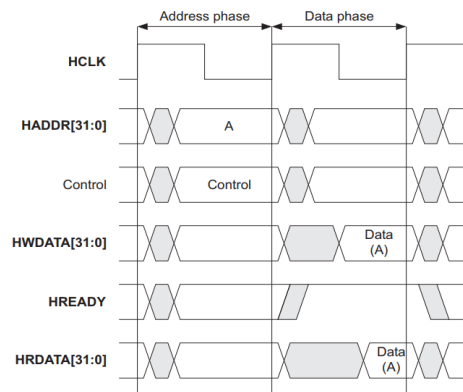 Address phase Data phase
HCLK
HADDR[31:0] A
Control Control
HWDATA[31:0] Data
(A)
HREADY
HRDATA[31:0] Data
(A)